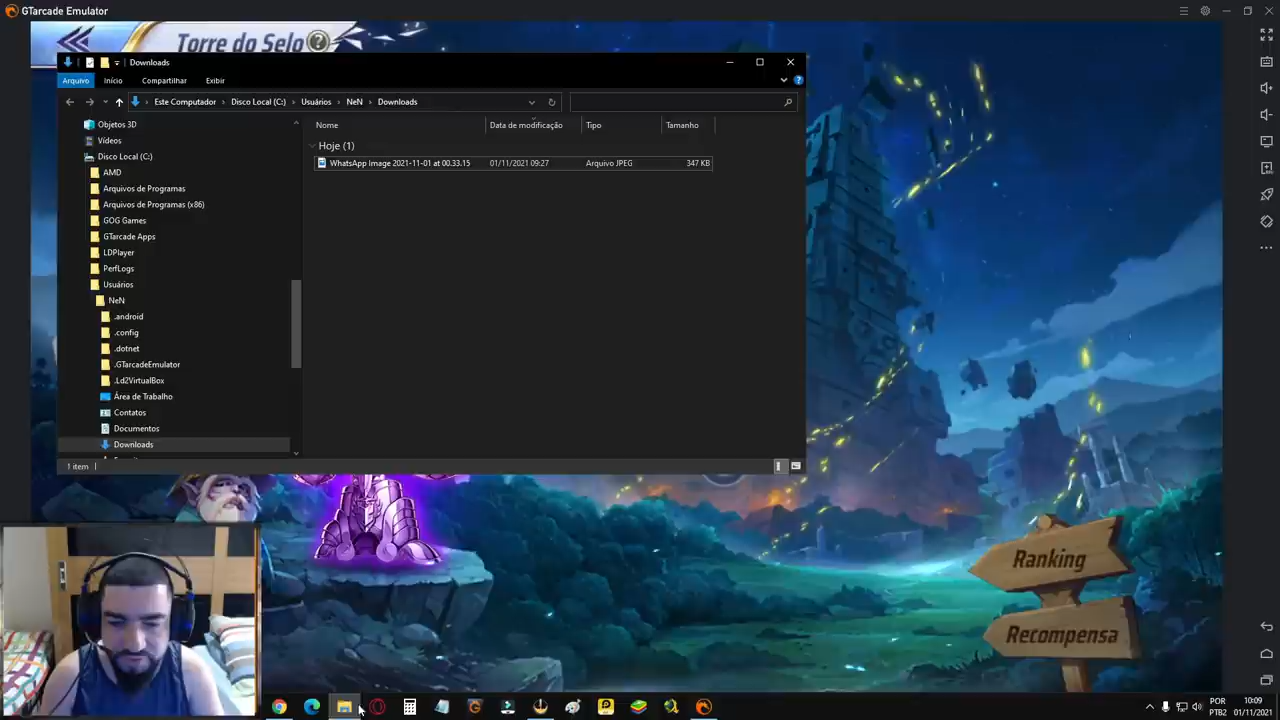 GTarcade Emulator
Torre do Selo ?
Downloads
Arquivo Início Compartilhar Exibir
Este Computador > Disco Local (C:) > Usuários > NeN > Downloads
Objetos 3D
Vídeos
Disco Local (C:)
AMD
Arquivos de Programas
Arquivos de Programas (x86)
GOG Games
GTarcade Apps
LDPlayer
PerfLogs
Usuários
NeN
.android
.config
.dotnet
.GTarcadeEmulator
.Ld2VirtualBox
Área de Trabalho
Contatos
Documentos
Downloads
Nome Data de modificação Tipo Tamanho
Hoje (1)
WhatsApp Image 2021-11-01 at 00.33.15 01/11/2021 09:27 Arquivo JPEG 347 KB
1 item
Ranking
Recompensa
POR
PTB2
10:09
01/11/2021